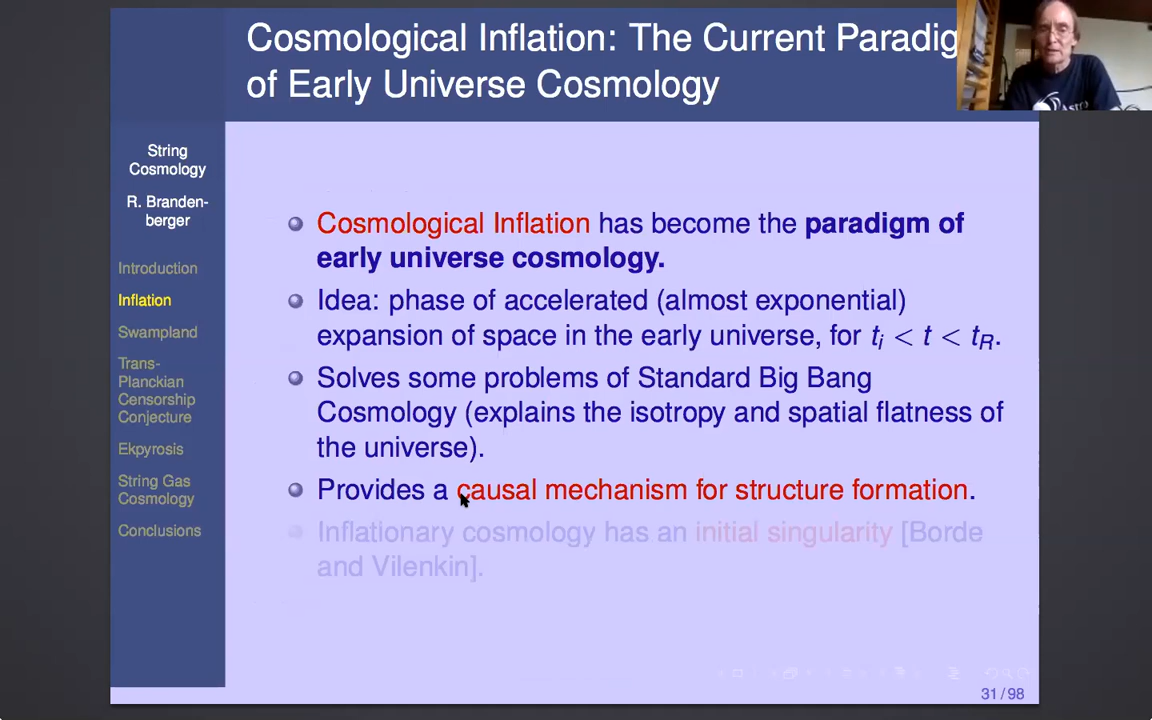 Cosmological Inflation: The Current Paradig
of Early Universe Cosmology
String
Cosmology
R. Branden-
berger
Introduction
Inflation
Swampland
Trans-
Planckian
Censorship
Conjecture
Ekpyrosis
String Gas
Cosmology
Conclusions
Cosmological Inflation has become the paradigm of
early universe cosmology.
Idea: phase of accelerated (almost exponential)
expansion of space in the early universe, for tᵢ < t < t_R.
Solves some problems of Standard Big Bang
Cosmology (explains the isotropy and spatial flatness of
the universe).
Provides a causal mechanism for structure formation.
Inflationary cosmology has an initial singularity [Borde
and Vilenkin].
31 / 98